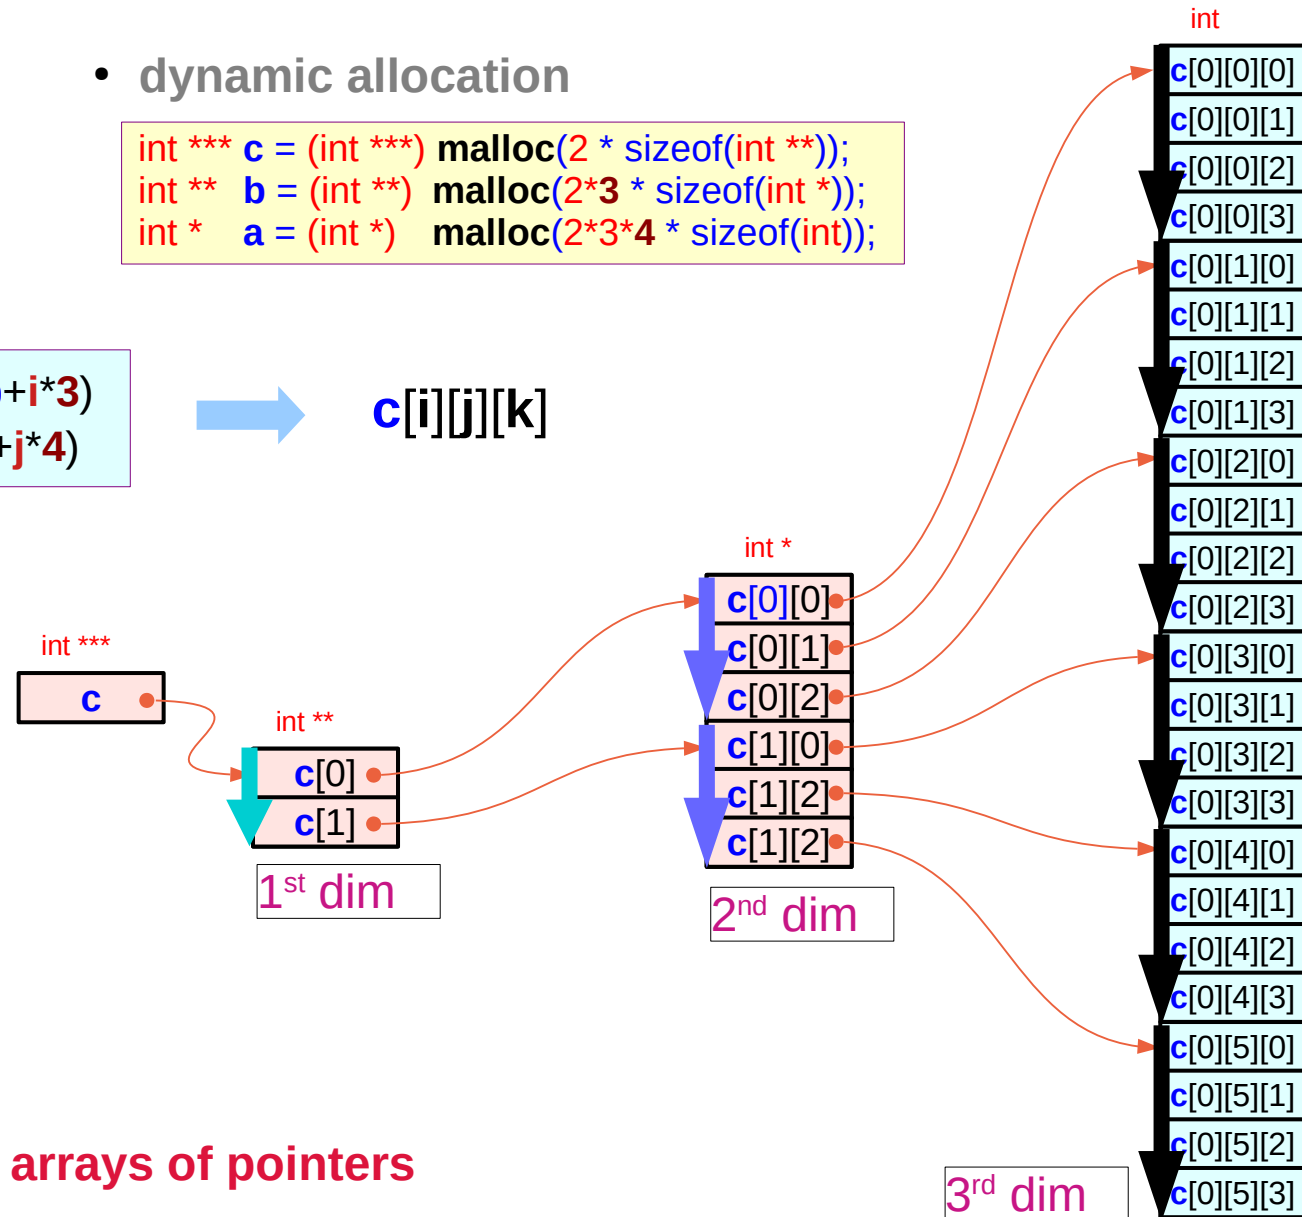 int
• dynamic allocation
int *** c = (int ***) malloc(2 * sizeof(int **));
int ** b = (int **) malloc(2*3 * sizeof(int *));
int * a = (int *) malloc(2*3*4 * sizeof(int));
+i*3)
+j*4)
c[i][j][k]
int ***
c
int **
c[0]
c[1]
1st dim
int *
c[0][0]
c[0][1]
c[0][2]
c[1][0]
c[1][2]
c[1][2]
2nd dim
c[0][0][0]
c[0][0][1]
c[0][0][2]
c[0][0][3]
c[0][1][0]
c[0][1][1]
c[0][1][2]
c[0][1][3]
c[0][2][0]
c[0][2][1]
c[0][2][2]
c[0][2][3]
c[0][3][0]
c[0][3][1]
c[0][3][2]
c[0][3][3]
c[0][4][0]
c[0][4][1]
c[0][4][2]
c[0][4][3]
c[0][5][0]
c[0][5][1]
c[0][5][2]
c[0][5][3]
3rd dim
arrays of pointers